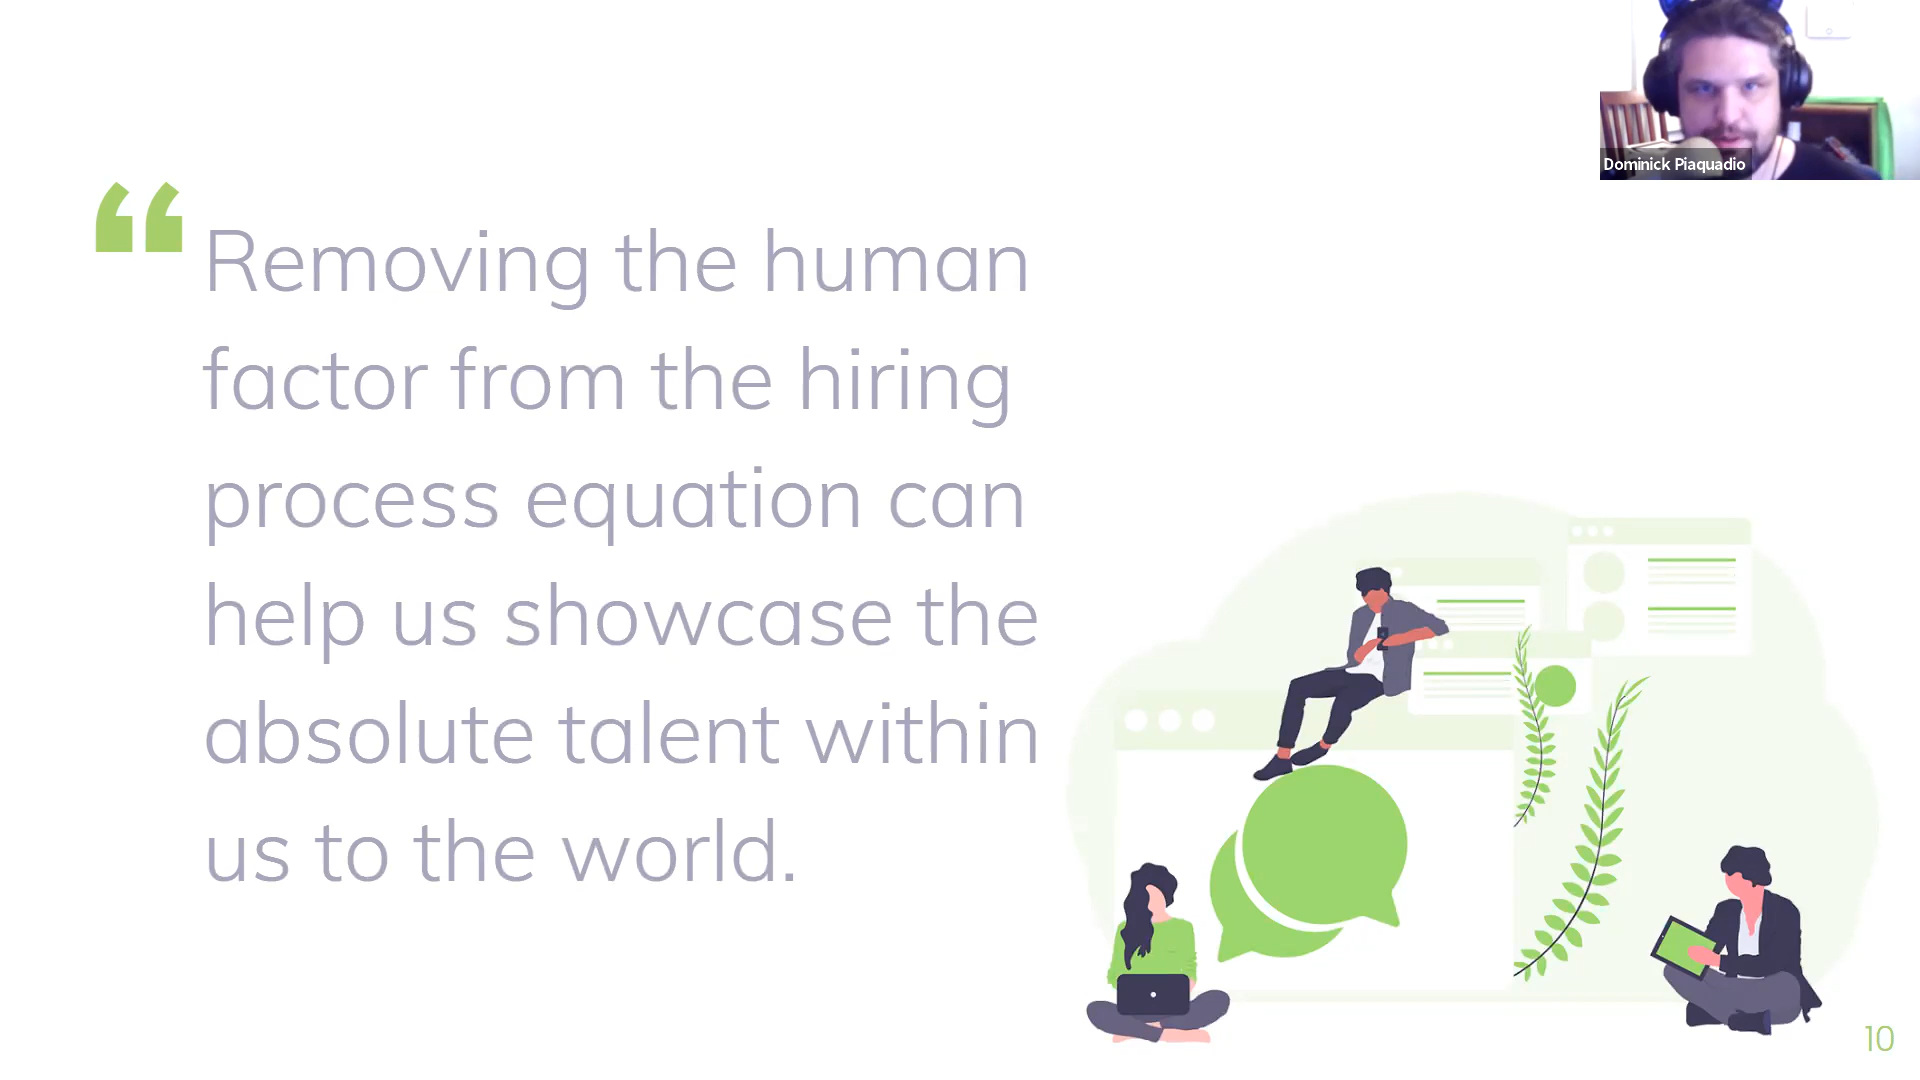 Dominick Piaquadio
“Removing the human
factor from the hiring
process equation can
help us showcase the
absolute talent within
us to the world.
10